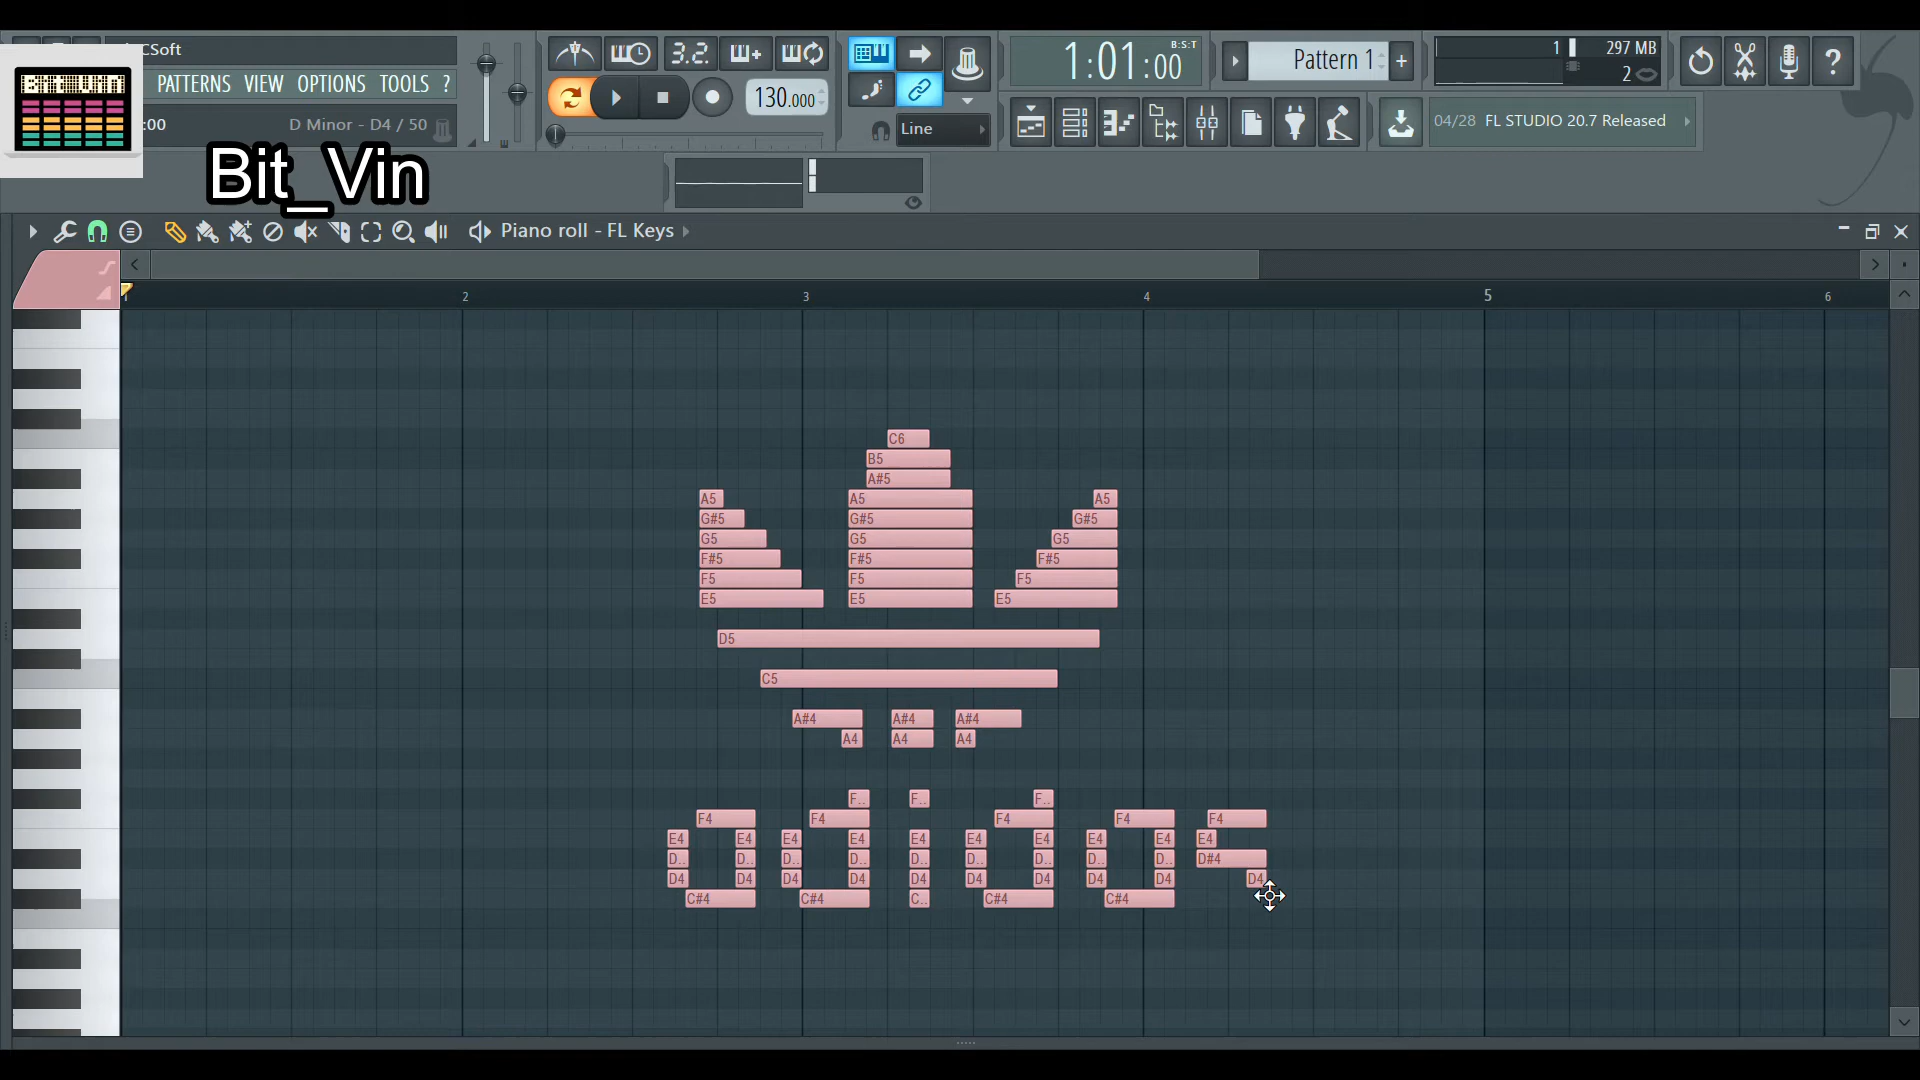 CSoft
PATTERNS VIEW OPTIONS TOOLS ?
:00 D Minor - D4 / 50
Bit_Vin
Bit_Vin
3.2.
130.000
Line
1:01:00
B:S:T
Pattern 1
+
1 297 MB
2
?
04/28 FL STUDIO 20.7 Released
Piano roll - FL Keys
1 2 3 4 5 6
C6
B5
A#5
A5 A5 A5
G#5 G#5 G#5
G5 G5 G5
F#5 F#5 F#5
F5 F5 F5
E5 E5 E5
D5
C5
A#4 A#4 A#4
A4 A4 A4
F.. F.. F..
F4 F4 F4 F4 F4
E4 E4 E4 E4 E4 E4 E4 E4 E4 E4
D.. D.. D.. D.. D.. D.. D.. D.. D.. D#4
D4 D4 D4 D4 D4 D4 D4 D4 D4 D4
C#4 C#4 C.. C#4 C#4